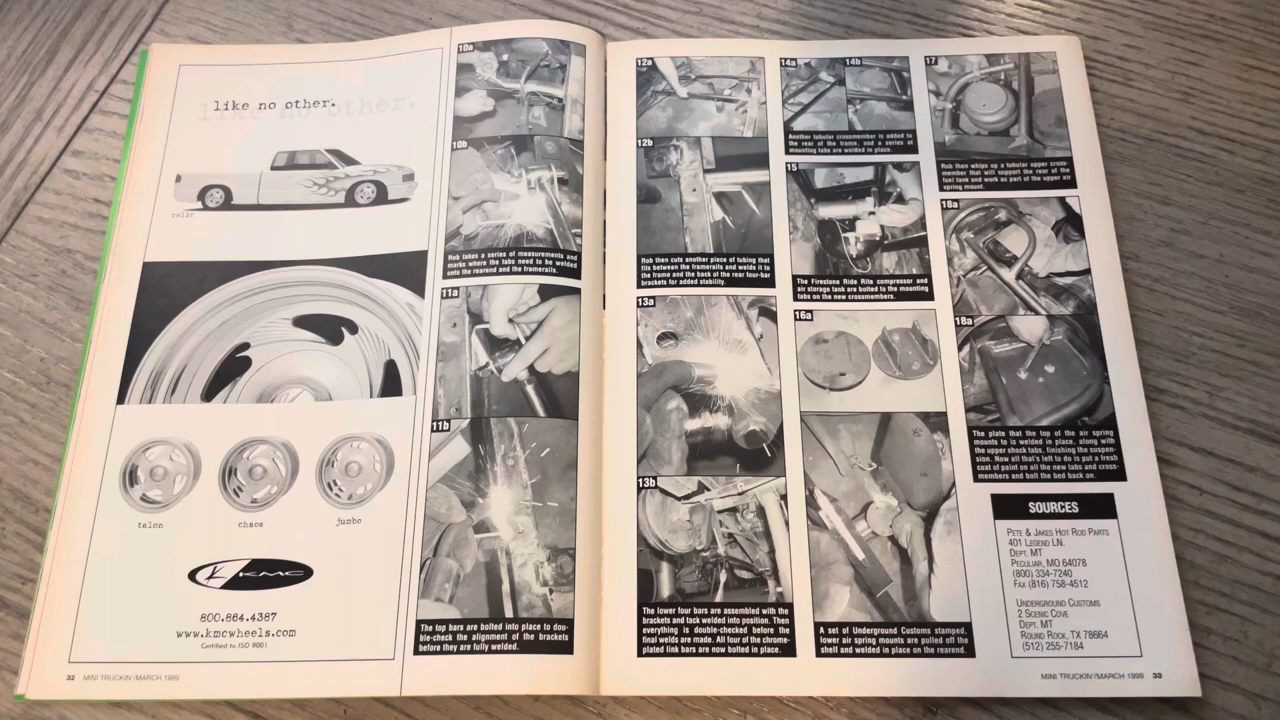 like no other.
relic
talon
chaos
jumbo
KMC
800.864.4387
www.kmcwheels.com
Certified to ISO 9001
32 MINI TRUCKIN'/MARCH 1999
10a
10b
Rob takes a series of measurements and
marks where the tabs need to be welded
onto the rearend and the framerails.
11a
11b
The top bars are bolted into place to dou-
ble-check the alignment of the brackets
before they are fully welded.
12a
12b
Rob then cuts another piece of tubing that
fits between the framerails and welds it to
the frame and the back of the rear four-bar
brackets for added stability.
13a
13b
The lower four bars are assembled with the
brackets and tack welded into position. Then
everything is double-checked before the
final welds are made. All four of the chrome-
plated link bars are now bolted in place.
14a
14b
Another tubular crossmember is added to
the rear of the frame, and a series of
mounting tabs are welded in place.
15
The Firestone Ride Rite compressor and
air storage tank are bolted to the mounting
tabs on the new crossmembers.
16a
A set of Underground Customs stamped,
lower air spring mounts are pulled off the
shelf and welded in place on the rearend.
17
Rob then whips up a tubular upper cross-
member that will support the rear of the
fuel tank and work as part of the upper air
spring mount.
18a
18a
The plate that the top of the air spring
mounts to is welded in place, along with
the upper shock tabs, finishing the suspen-
sion. Now all that's left to do is put a fresh
coat of paint on all the new tabs and cross-
members and bolt the bed back on.
SOURCES
PETE & JAKES HOT ROD PARTS
401 LEGEND LN.
DEPT. MT
PECULIAR, MO 64078
(800) 334-7240
FAX (816) 758-4512
UNDERGROUND CUSTOMS
2 SCENIC COVE
DEPT. MT
ROUND ROCK, TX 78664
(512) 255-7184
MINI TRUCKIN'/MARCH 1999 33